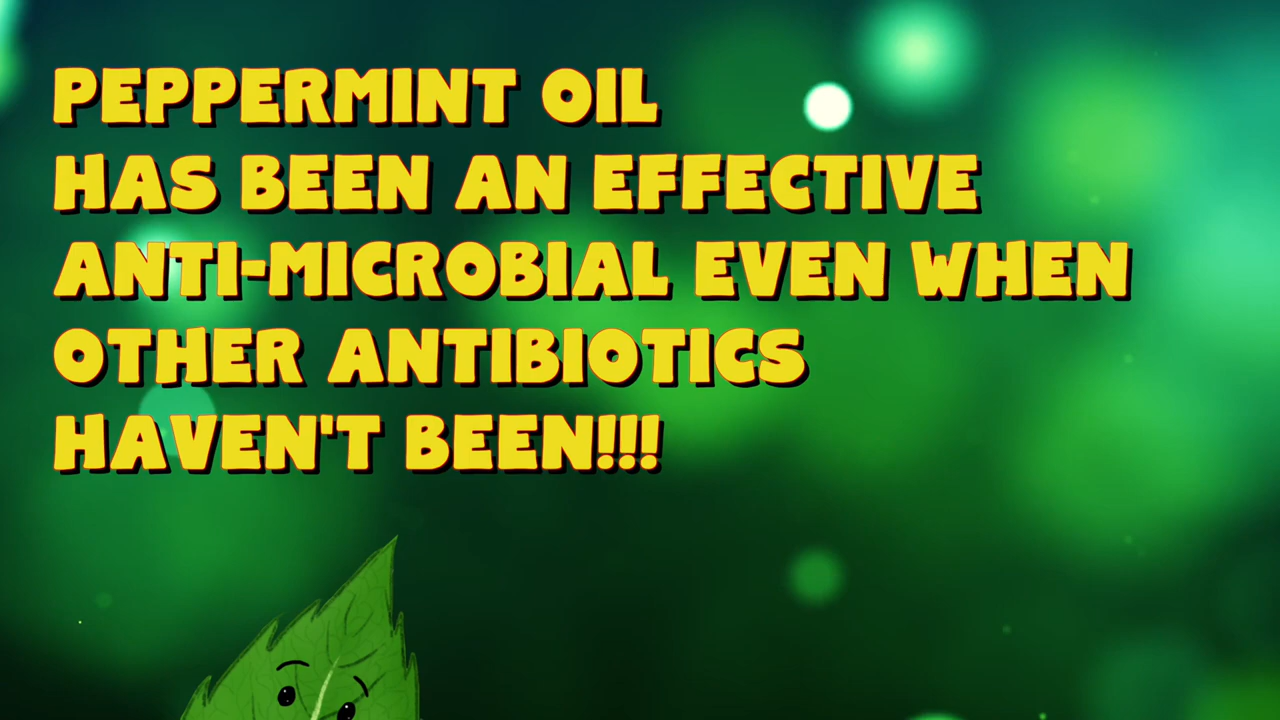 PEPPERMINT OIL
HAS BEEN AN EFFECTIVE
ANTI-MICROBIAL EVEN WHEN
OTHER ANTIBIOTICS
HAVEN'T BEEN!!!